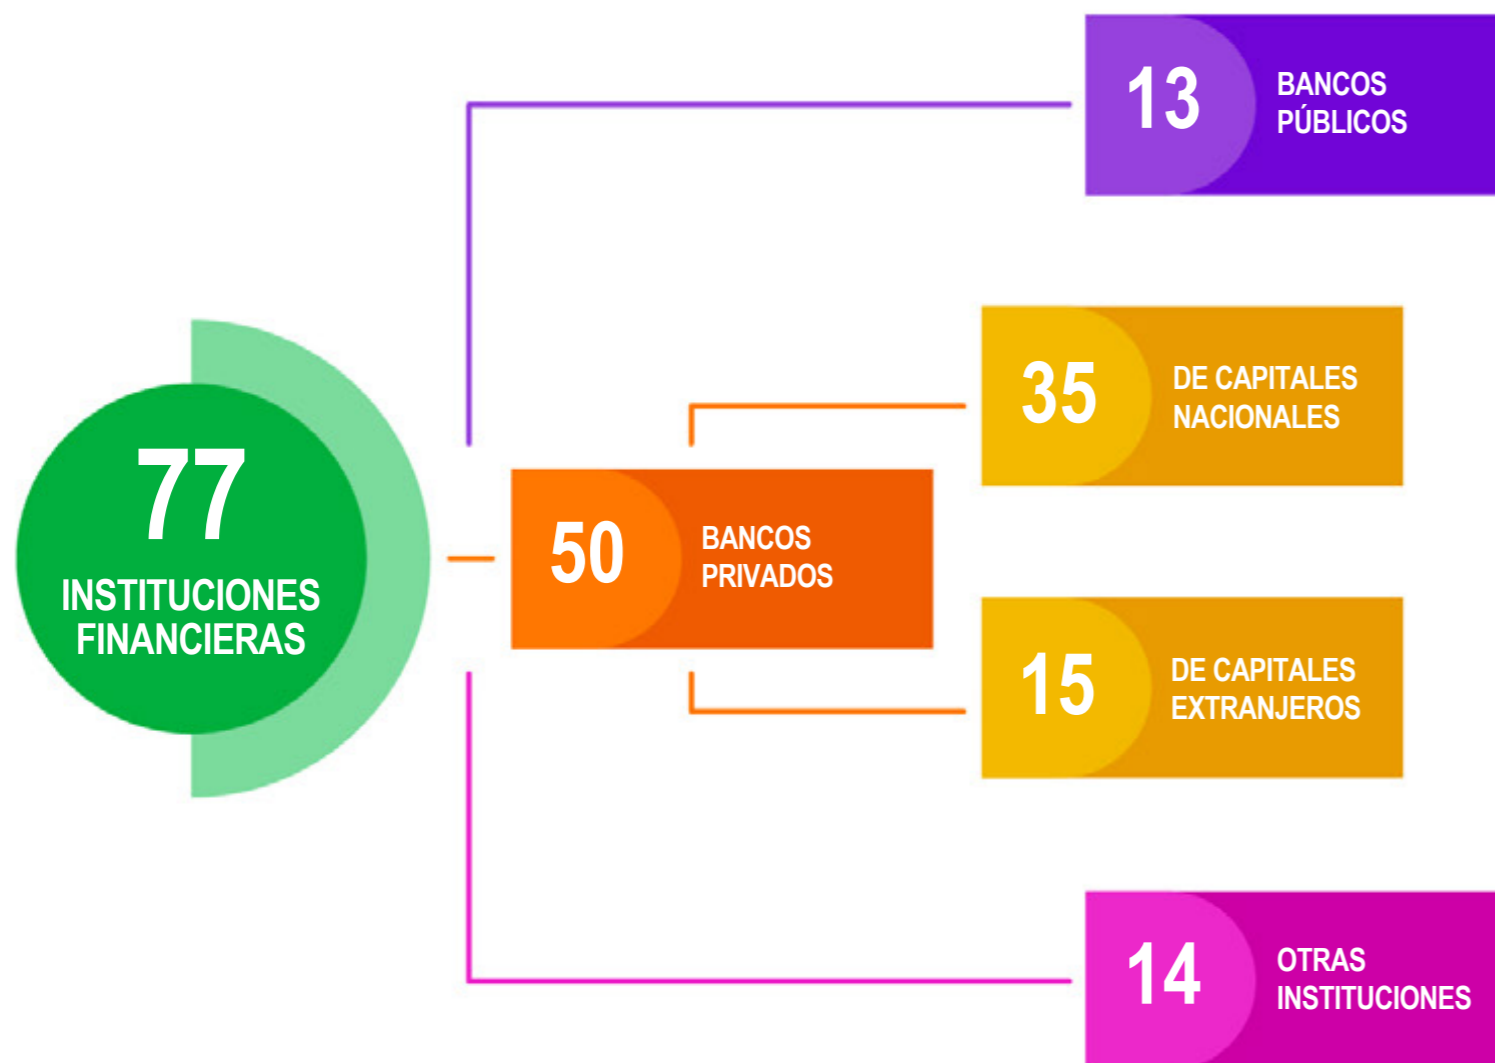 13
BANCOS
PÚBLICOS
77
INSTITUCIONES
FINANCIERAS
50
BANCOS
PRIVADOS
35
DE CAPITALES
NACIONALES
15
DE CAPITALES
EXTRANJEROS
14
OTRAS
INSTITUCIONES